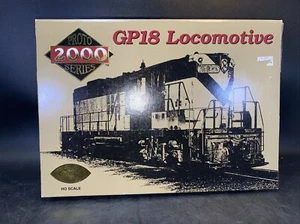 PROTO
2000
SERIES
GP18 Locomotive
HO SCALE